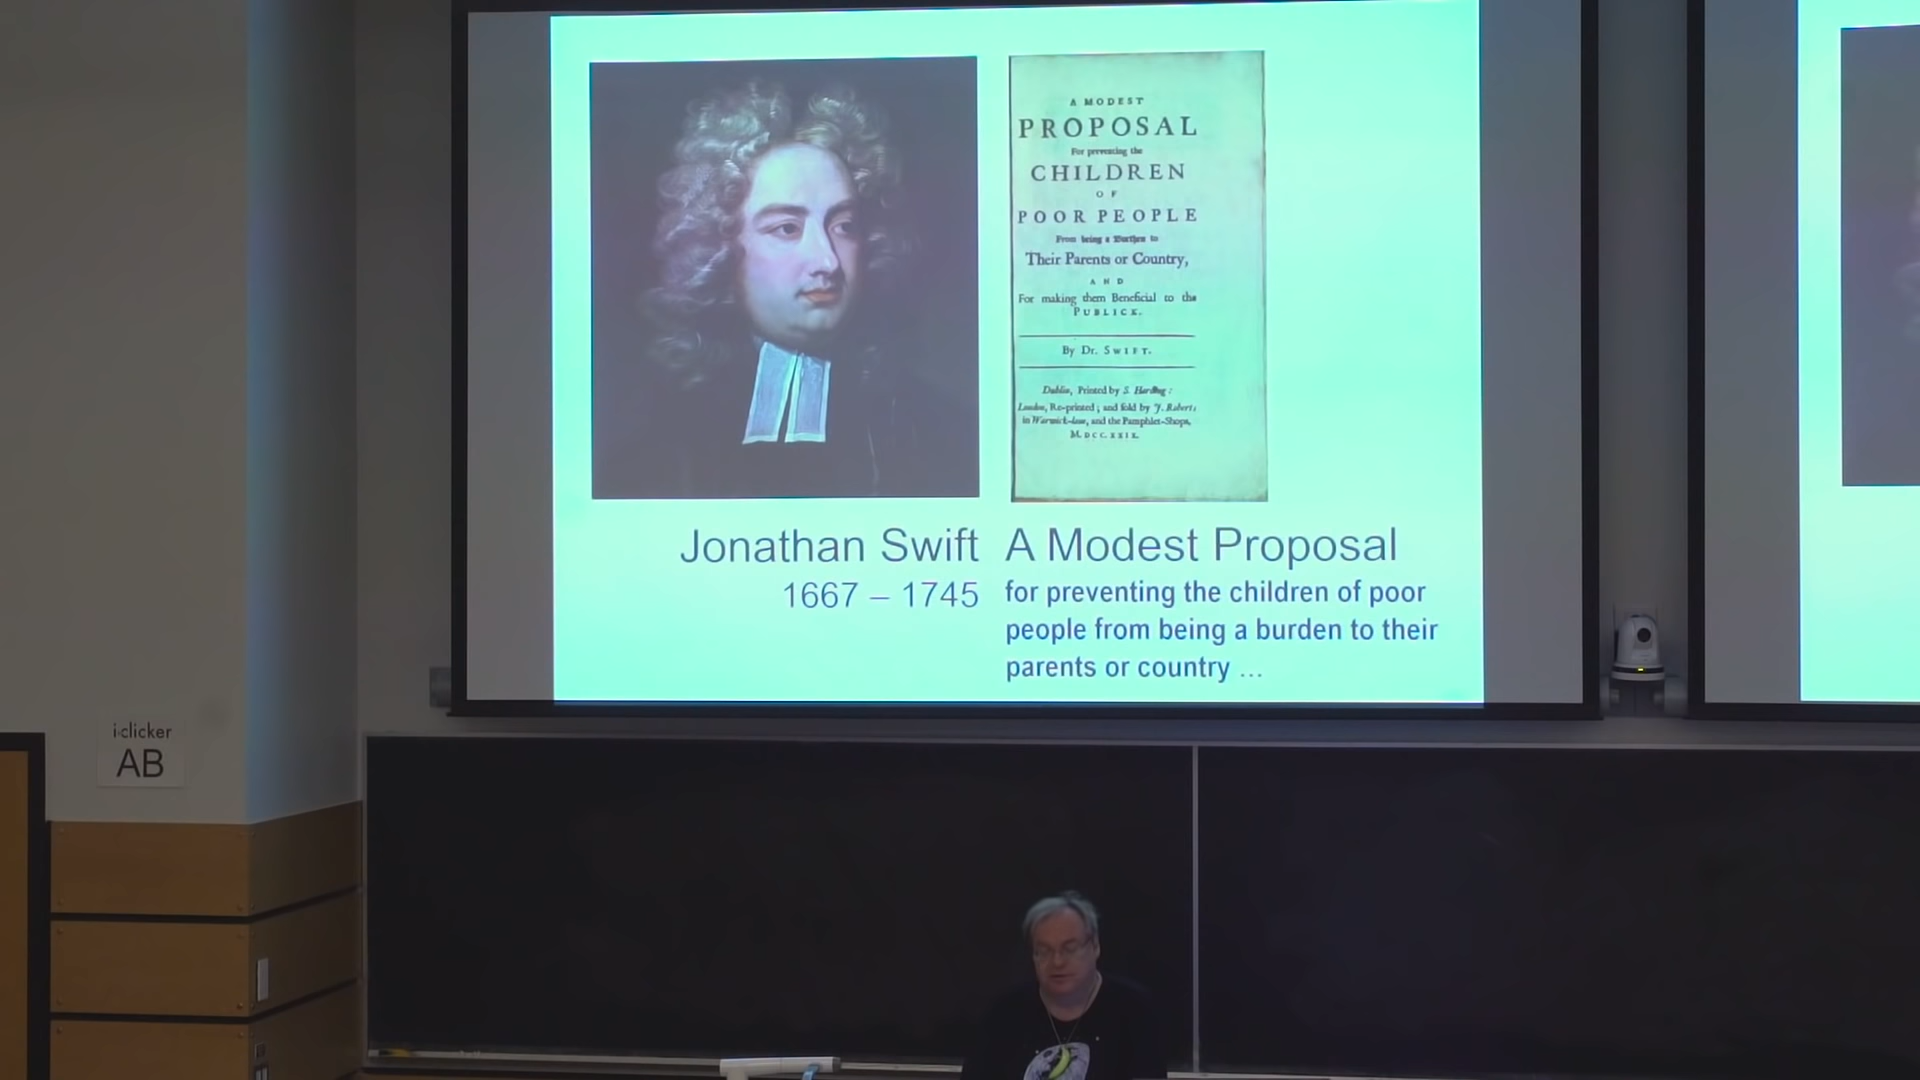 A MODEST
PROPOSAL
For preventing the
CHILDREN
OF
POOR PEOPLE
From being a Burthen to
Their Parents or Country,
AND
For making them Beneficial to the
PUBLICK.
By Dr. SWIFT.
Dublin, Printed by S. Harding:
London, Re-printed; and sold by J. Roberts
in Warwick-lane, and the Pamphlet-Shops,
M.DCC.XXIX.
Jonathan Swift
1667 – 1745
A Modest Proposal
for preventing the children of poor
people from being a burden to their
parents or country ...
i-clicker
AB